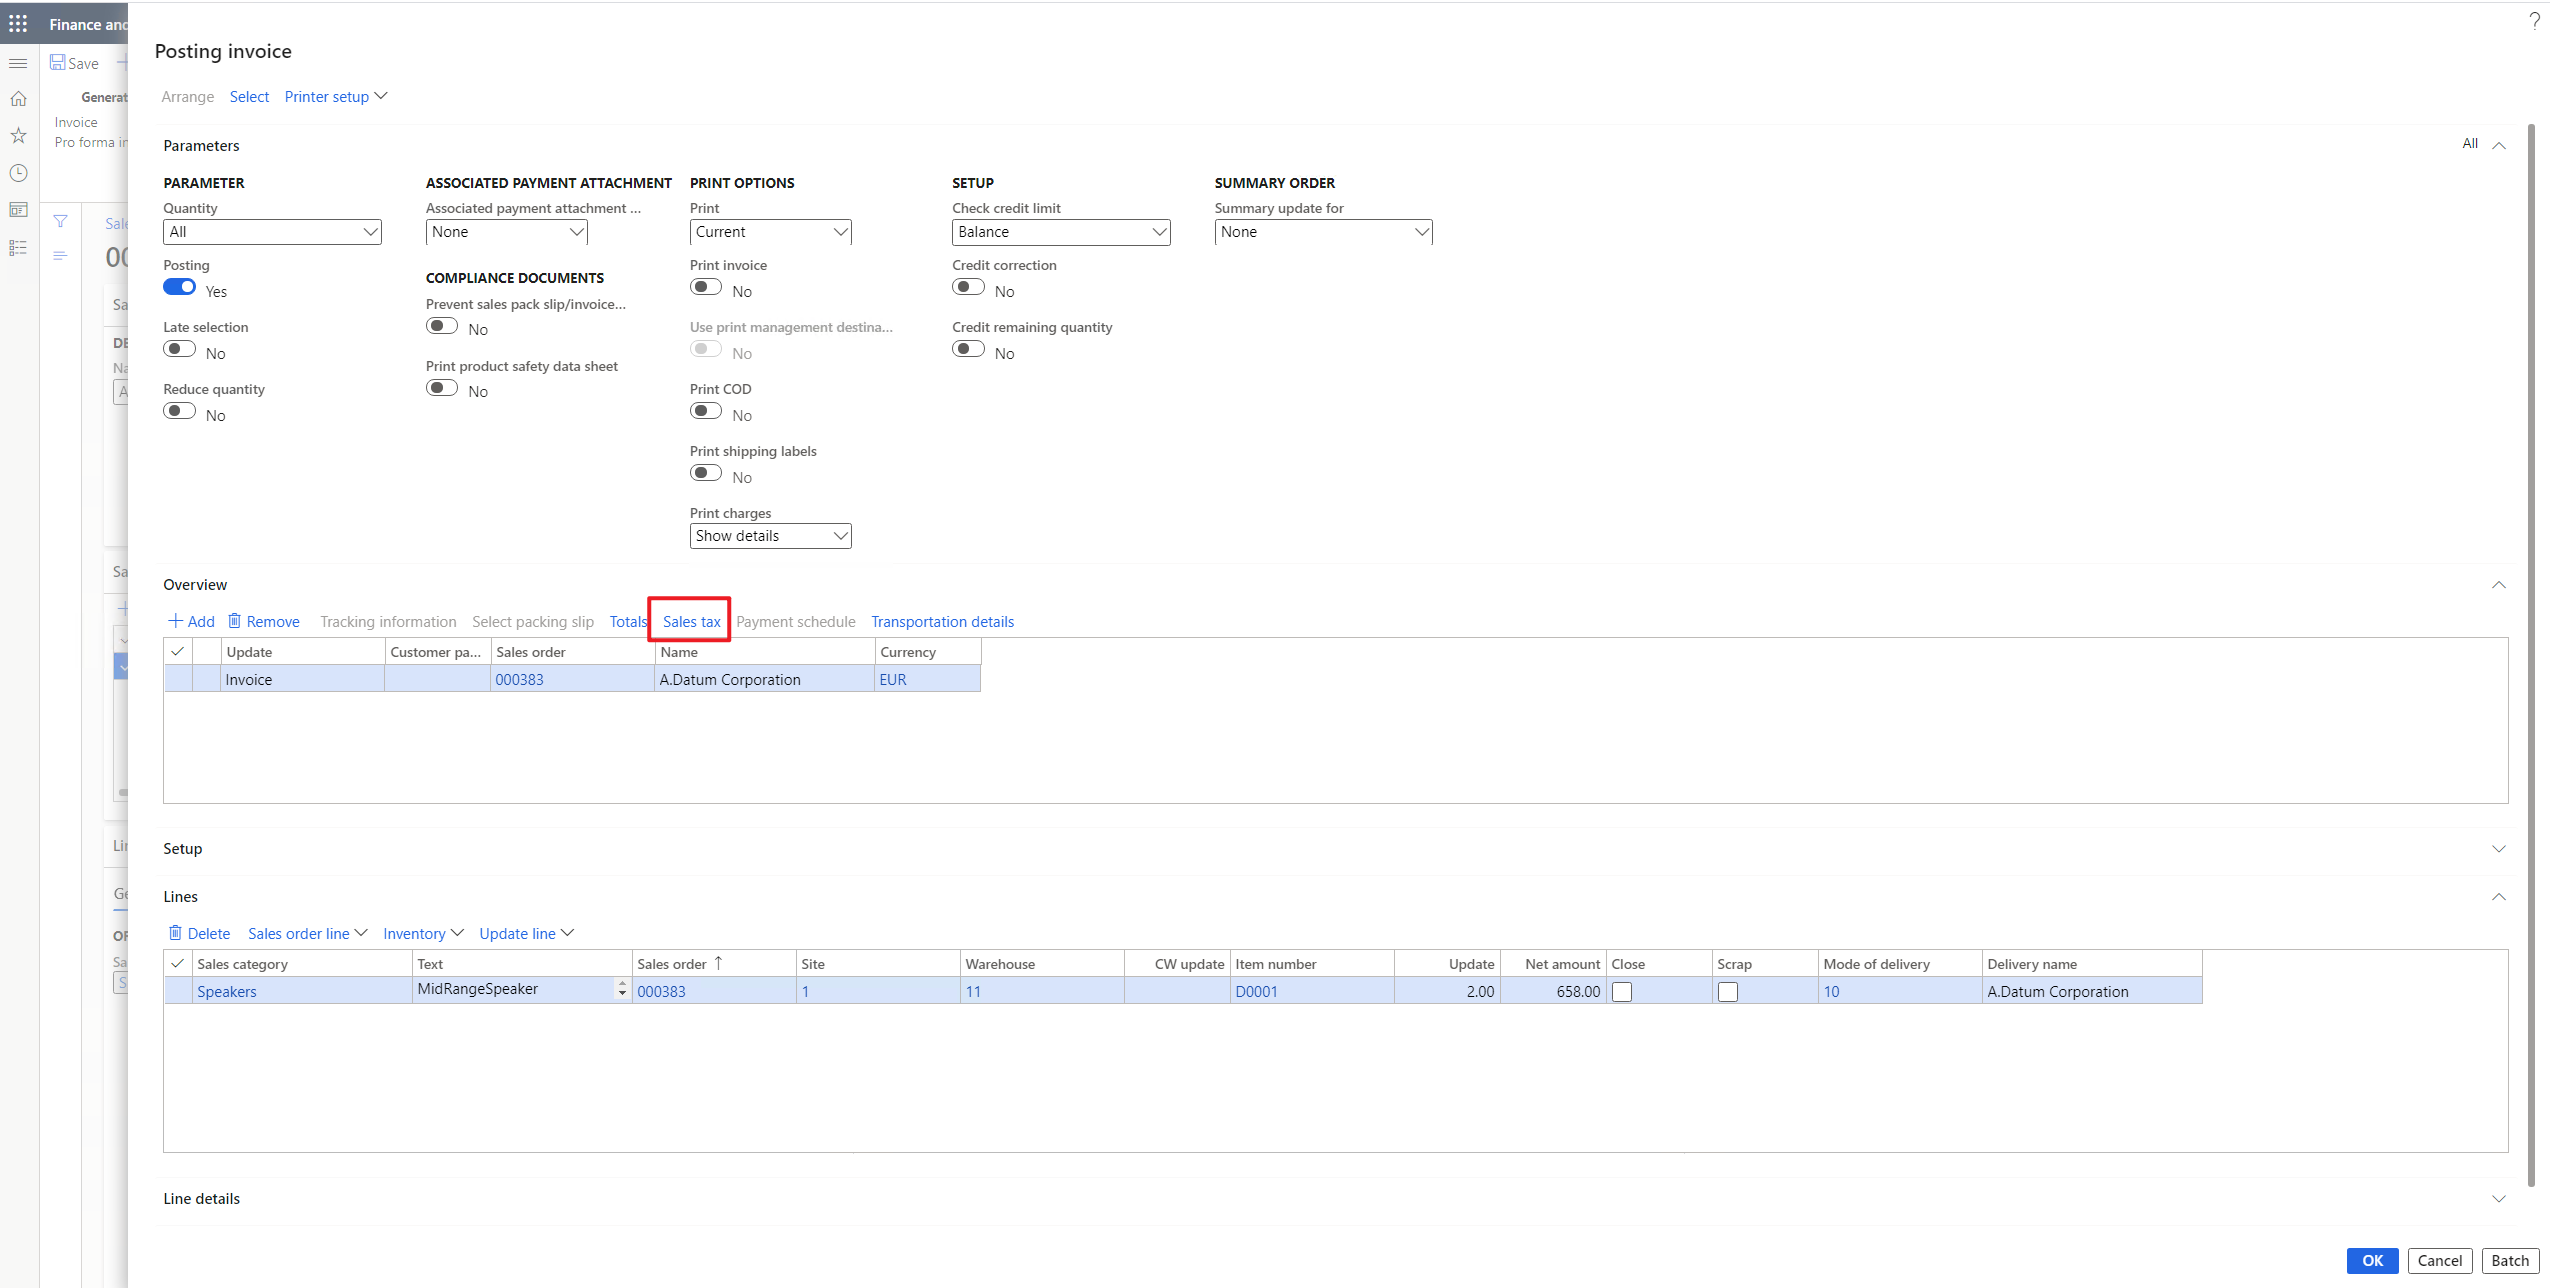 Finance and
?
Posting invoice
Save
Arrange Select Printer setup
Generat
Invoice
Pro forma in
Parameters All
PARAMETER ASSOCIATED PAYMENT ATTACHMENT PRINT OPTIONS SETUP SUMMARY ORDER
Quantity Associated payment attachment ... Print Check credit limit Summary update for
All None Current Balance None
Sale
00
Posting COMPLIANCE DOCUMENTS Print invoice Credit correction
Yes No No
Prevent sales pack slip/invoice...
No
Sa
Late selection Use print management destina... Credit remaining quantity
No No No
DE
Na
A
Print product safety data sheet
No
Reduce quantity Print COD
No No
Print shipping labels
No
Print charges
Show details
Sa
Overview
Add Remove Tracking information Select packing slip Totals Sales tax Payment schedule Transportation details
Update Customer pa... Sales order Name Currency
Invoice 000383 A.Datum Corporation EUR
Lin
Setup
Ge
Lines
OR
Delete Sales order line Inventory Update line
Sa
S
Sales category Text Sales order Site Warehouse CW update Item number Update Net amount Close Scrap Mode of delivery Delivery name
Speakers MidRangeSpeaker 000383 1 11 D0001 2.00 658.00 10 A.Datum Corporation
Line details
OK Cancel Batch